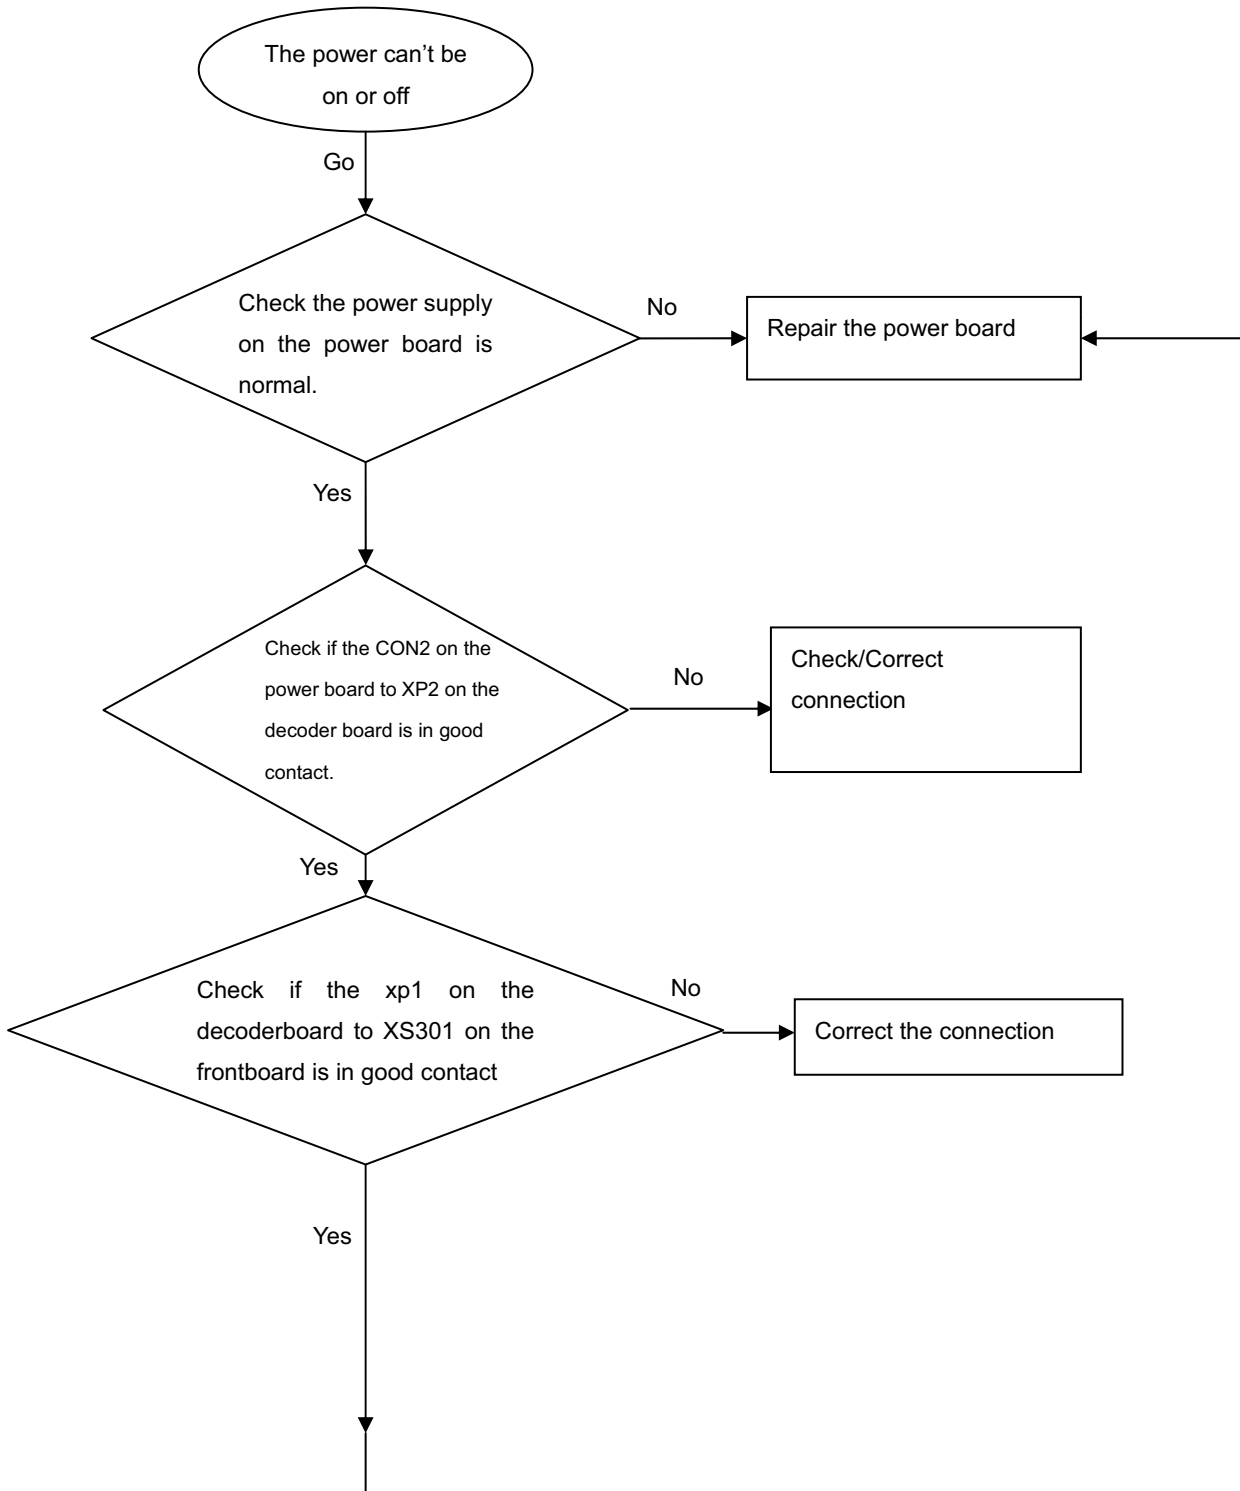 The power can’t be
on or off
Go
Check the power supply
on the power board is
normal.
No
Repair the power board
Yes
Check if the CON2 on the
power board to XP2 on the
decoder board is in good
contact.
No
Check/Correct
connection
Yes
Check if the xp1 on the
decoderboard to XS301 on the
frontboard is in good contact
No
Correct the connection
Yes